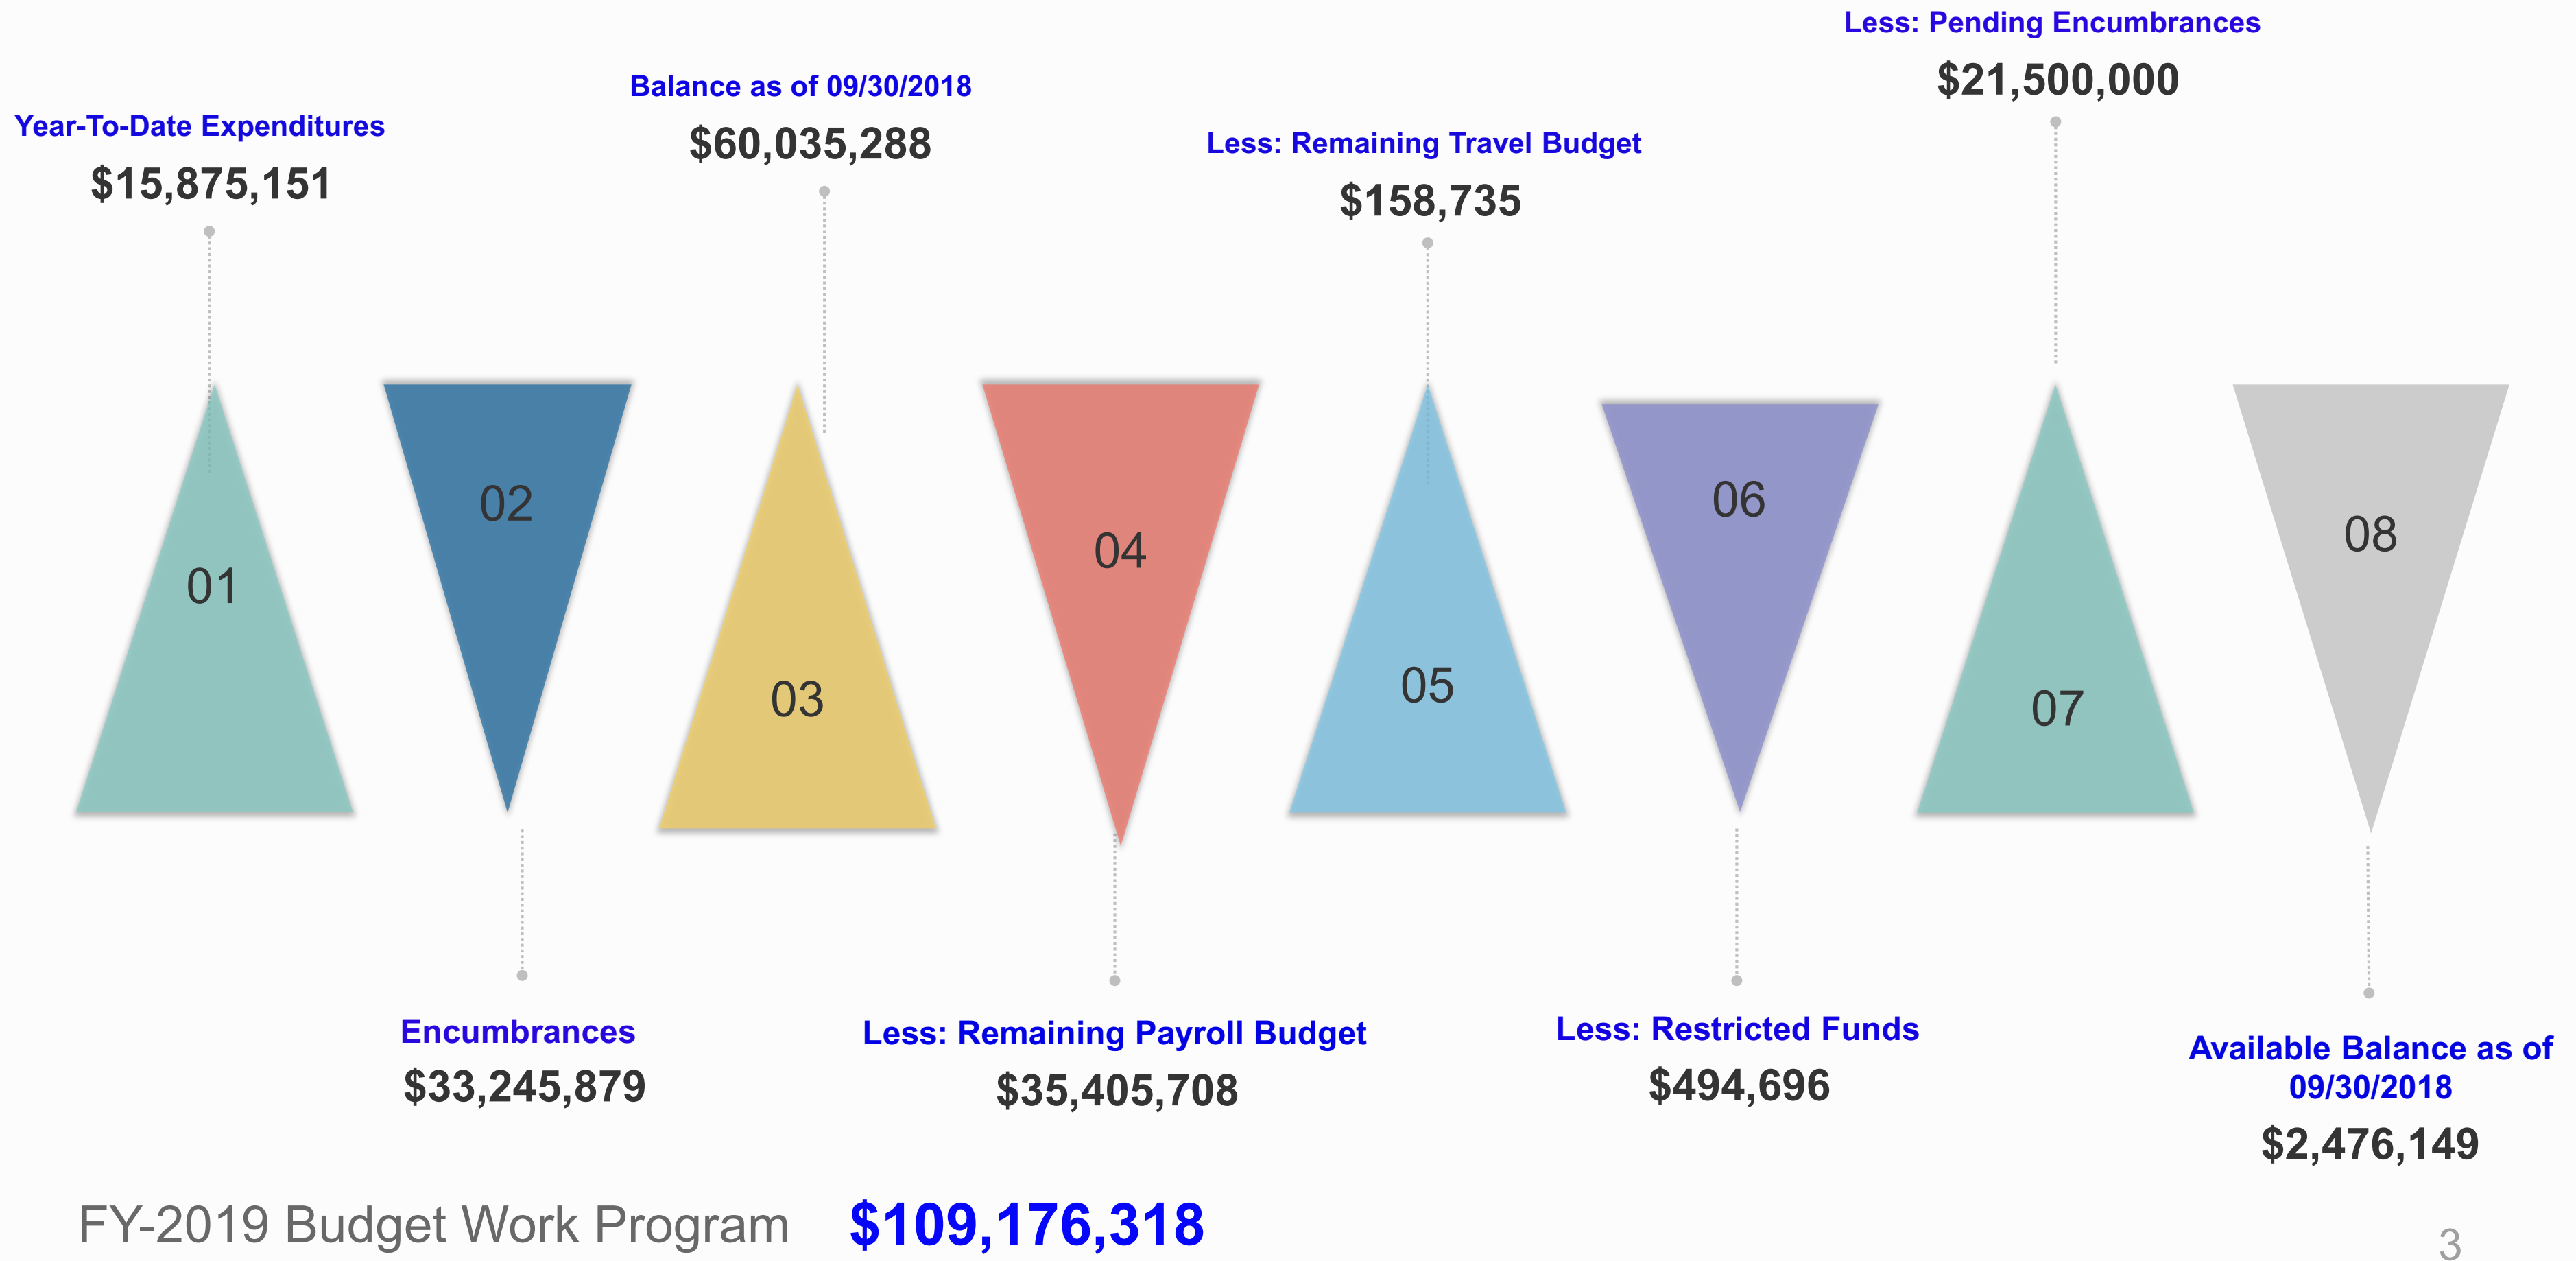 Year-To-Date Expenditures
$15,875,151
01
02
Encumbrances
$33,245,879
Balance as of 09/30/2018
$60,035,288
03
04
Less: Remaining Payroll Budget
$35,405,708
Less: Remaining Travel Budget
$158,735
05
06
Less: Restricted Funds
$494,696
Less: Pending Encumbrances
$21,500,000
07
08
Available Balance as of
09/30/2018
$2,476,149
FY-2019 Budget Work Program $109,176,318
3